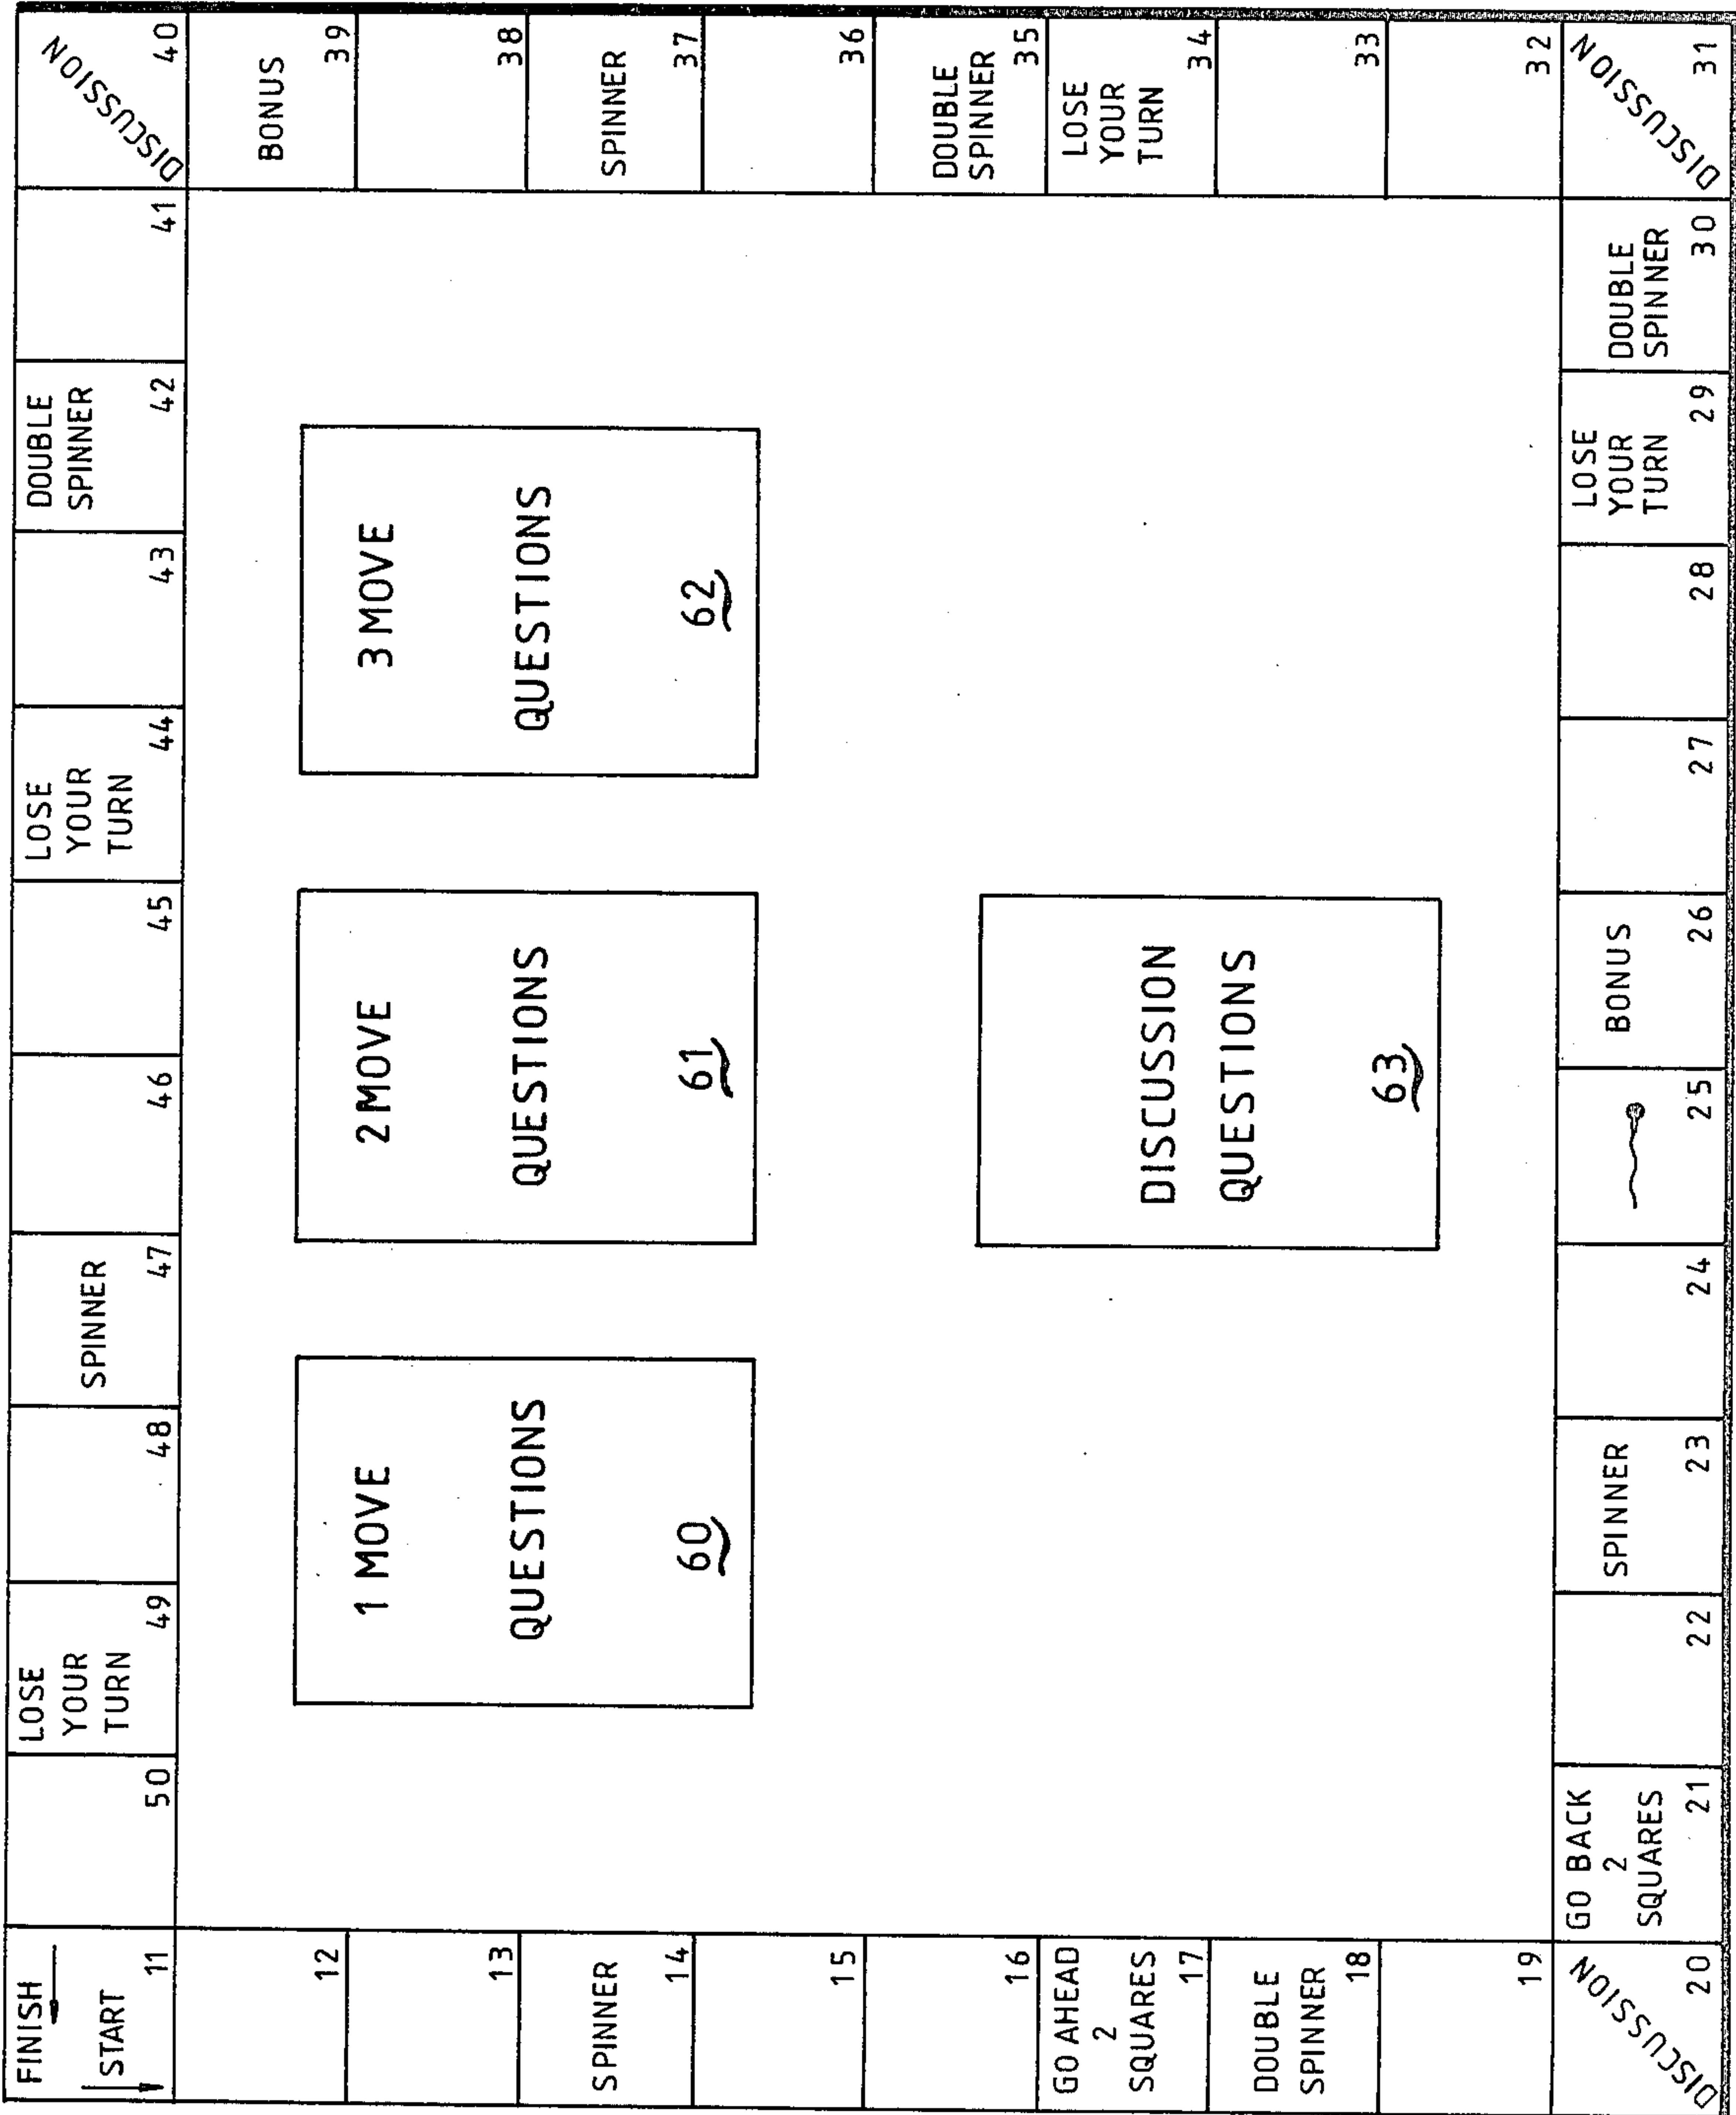 FINISH
START
11
12
13
SPINNER
14
15
16
GO AHEAD
2
SQUARES
17
DOUBLE
SPINNER
18
19
DISCUSSION
20
GO BACK
2
SQUARES
21
22
SPINNER
23
24
25
BONUS
26
27
28
LOSE
YOUR
TURN
29
DOUBLE
SPINNER
30
DISCUSSION
31
32
33
LOSE
YOUR
TURN
34
DOUBLE
SPINNER
35
36
SPINNER
37
38
BONUS
39
DISCUSSION
40
41
DOUBLE
SPINNER
42
43
LOSE
YOUR
TURN
44
45
46
SPINNER
47
48
LOSE
YOUR
TURN
49
50
1 MOVE
QUESTIONS
60
2 MOVE
QUESTIONS
61
3 MOVE
QUESTIONS
62
DISCUSSION
QUESTIONS
63